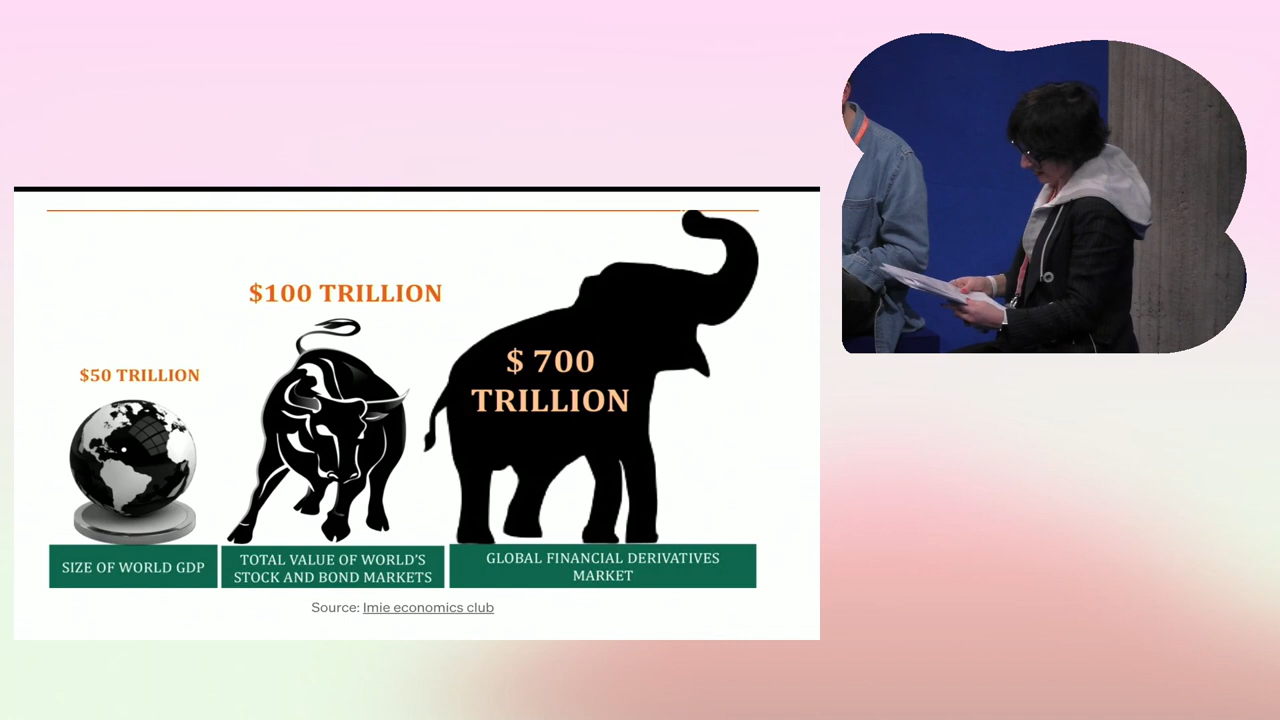 $100 TRILLION
$50 TRILLION
$ 700
TRILLION
SIZE OF WORLD GDP
TOTAL VALUE OF WORLD'S
STOCK AND BOND MARKETS
GLOBAL FINANCIAL DERIVATIVES
MARKET
Source: Imie economics club